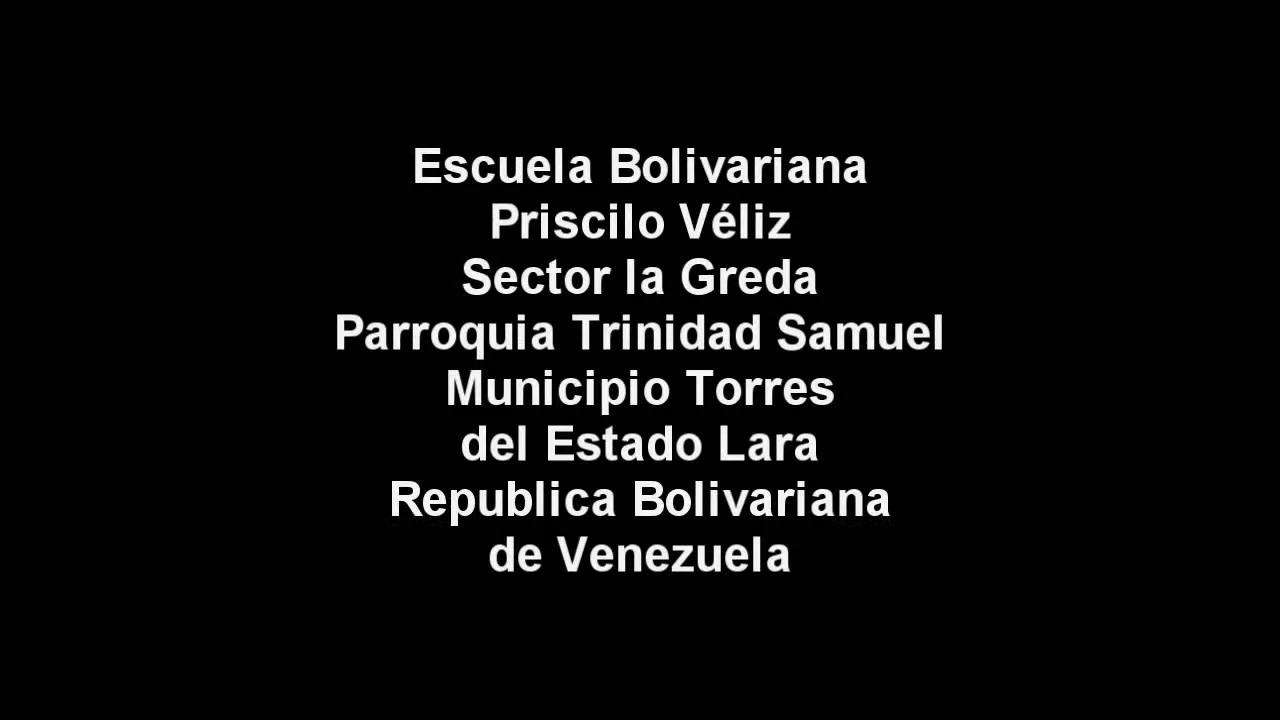 Escuela Bolivariana
Priscilo Véliz
Sector la Greda
Parroquia Trinidad Samuel
Municipio Torres
del Estado Lara
Republica Bolivariana
de Venezuela